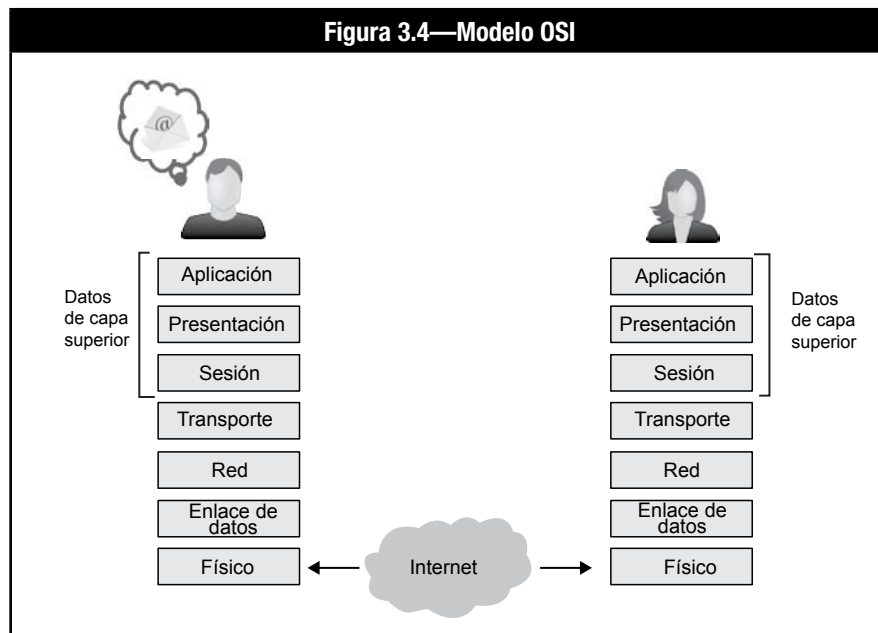 Figura 3.4—Modelo OSI
@
Datos
de capa
superior
Aplicación
Presentación
Sesión
Transporte
Red
Enlace de
datos
Físico
Internet
Aplicación
Presentación
Sesión
Transporte
Red
Enlace de
datos
Físico
Datos
de capa
superior